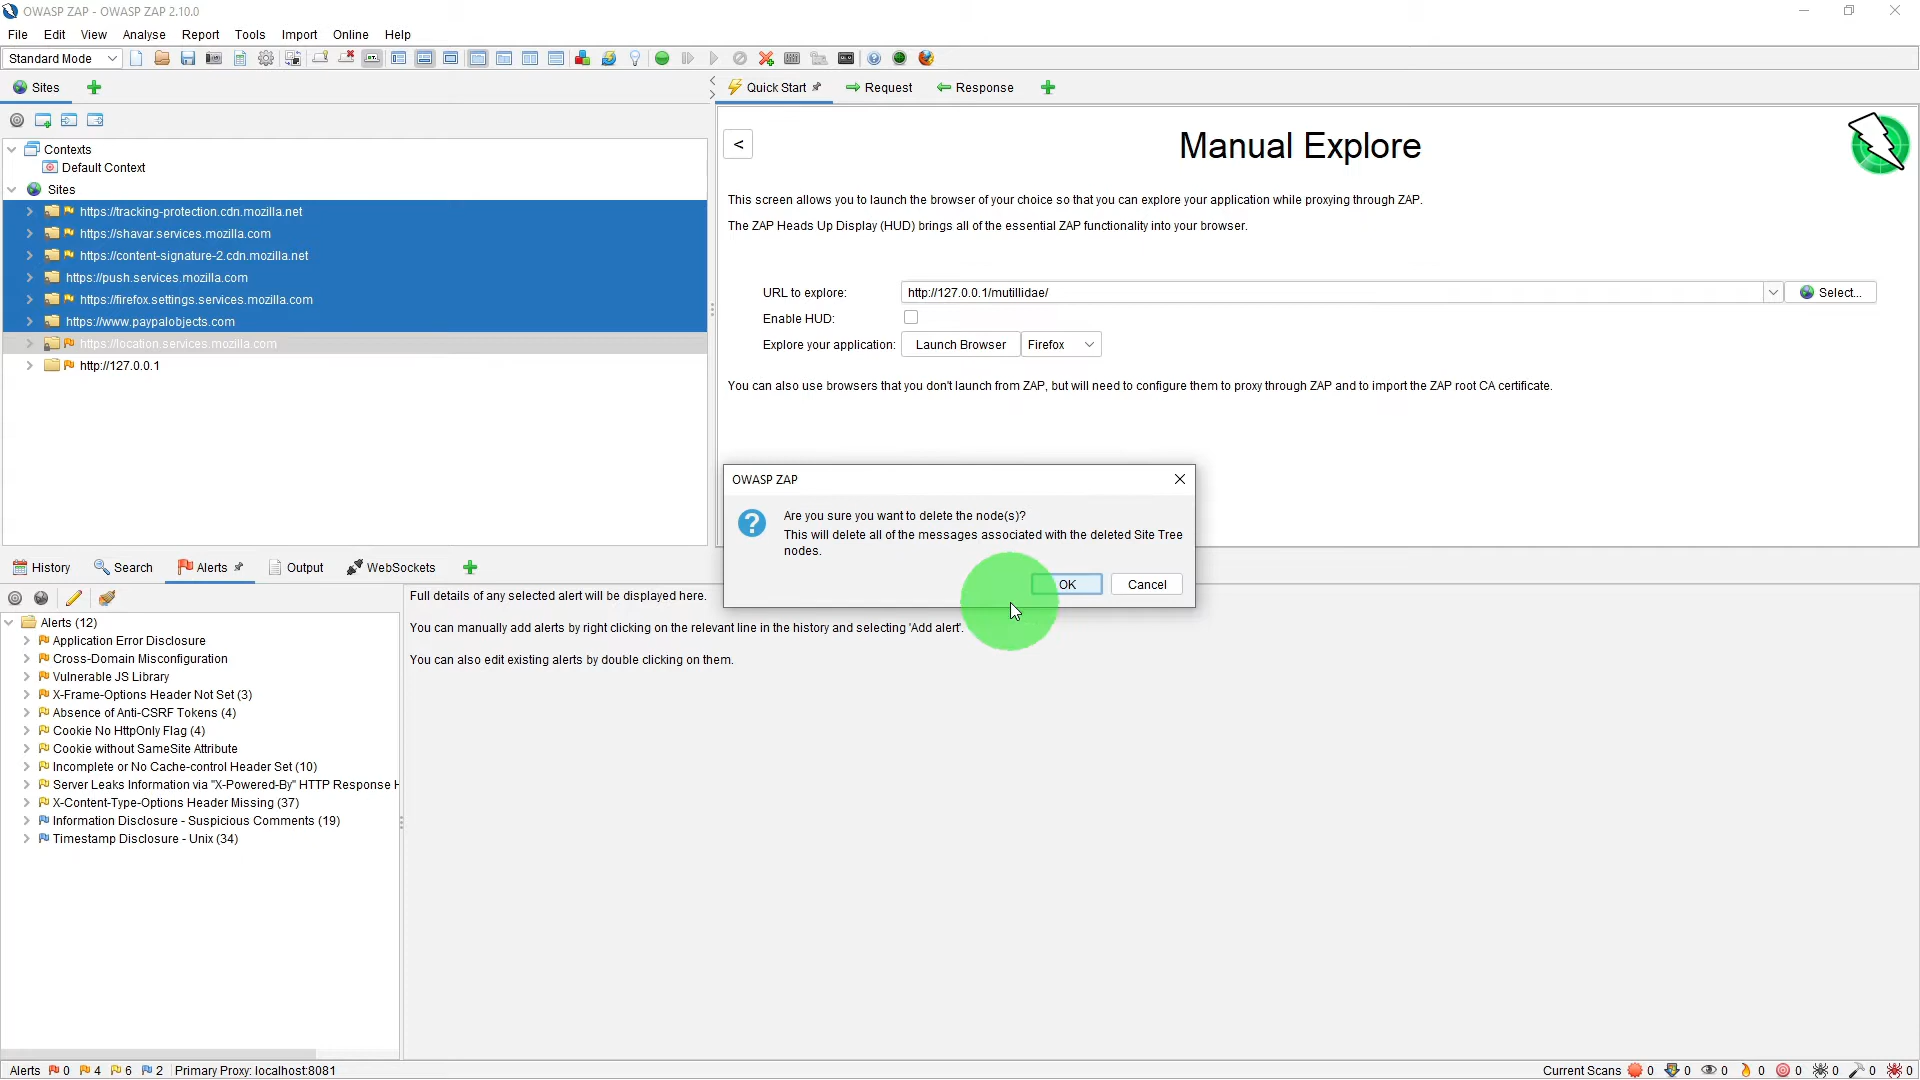 OWASP ZAP - OWASP ZAP 2.10.0
File Edit View Analyse Report Tools Import Online Help
Standard Mode
Sites
Quick Start Request Response
Contexts
Default Context
Sites
https://tracking-protection.cdn.mozilla.net
https://shavar.services.mozilla.com
https://content-signature-2.cdn.mozilla.net
https://push.services.mozilla.com
https://firefox.settings.services.mozilla.com
https://www.paypalobjects.com
https://location.services.mozilla.com
http://127.0.0.1
<
Manual Explore
This screen allows you to launch the browser of your choice so that you can explore your application while proxying through ZAP.
The ZAP Heads Up Display (HUD) brings all of the essential ZAP functionality into your browser.
URL to explore: http://127.0.0.1/mutillidae/ Select...
Enable HUD:
Explore your application: Launch Browser Firefox
You can also use browsers that you don't launch from ZAP, but will need to configure them to proxy through ZAP and to import the ZAP root CA certificate.
OWASP ZAP
Are you sure you want to delete the node(s)?
This will delete all of the messages associated with the deleted Site Tree
nodes.
OK Cancel
History Search Alerts Output WebSockets
Alerts (12)
Application Error Disclosure
Cross-Domain Misconfiguration
Vulnerable JS Library
X-Frame-Options Header Not Set (3)
Absence of Anti-CSRF Tokens (4)
Cookie No HttpOnly Flag (4)
Cookie without SameSite Attribute
Incomplete or No Cache-control Header Set (10)
Server Leaks Information via "X-Powered-By" HTTP Response H
X-Content-Type-Options Header Missing (37)
Information Disclosure - Suspicious Comments (19)
Timestamp Disclosure - Unix (34)
Full details of any selected alert will be displayed here.
You can manually add alerts by right clicking on the relevant line in the history and selecting 'Add alert'.
You can also edit existing alerts by double clicking on them.
Alerts 0 4 6 2 Primary Proxy: localhost:8081
Current Scans 0 0 0 0 0 0 0 0